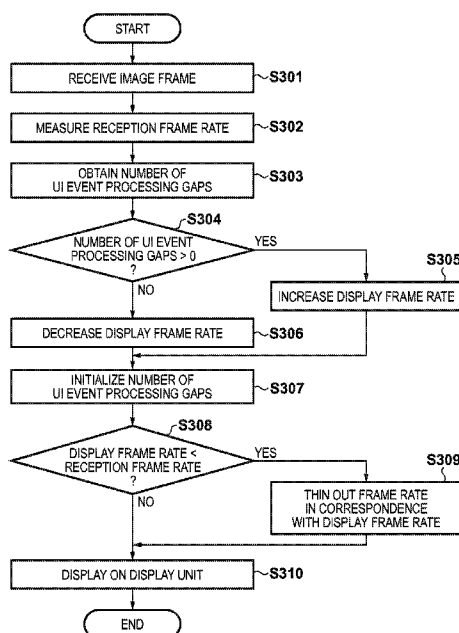 START
RECEIVE IMAGE FRAME
S301
MEASURE RECEPTION FRAME RATE
S302
OBTAIN NUMBER OF
UI EVENT PROCESSING GAPS
S303
S304
NUMBER OF UI EVENT
PROCESSING GAPS > 0
?
YES
NO
S305
INCREASE DISPLAY FRAME RATE
DECREASE DISPLAY FRAME RATE
S306
INITIALIZE NUMBER OF
UI EVENT PROCESSING GAPS
S307
S308
DISPLAY FRAME RATE <
RECEPTION FRAME RATE
?
YES
NO
S309
THIN OUT FRAME RATE
IN CORRESPONDENCE
WITH DISPLAY FRAME RATE
DISPLAY ON DISPLAY UNIT
S310
END